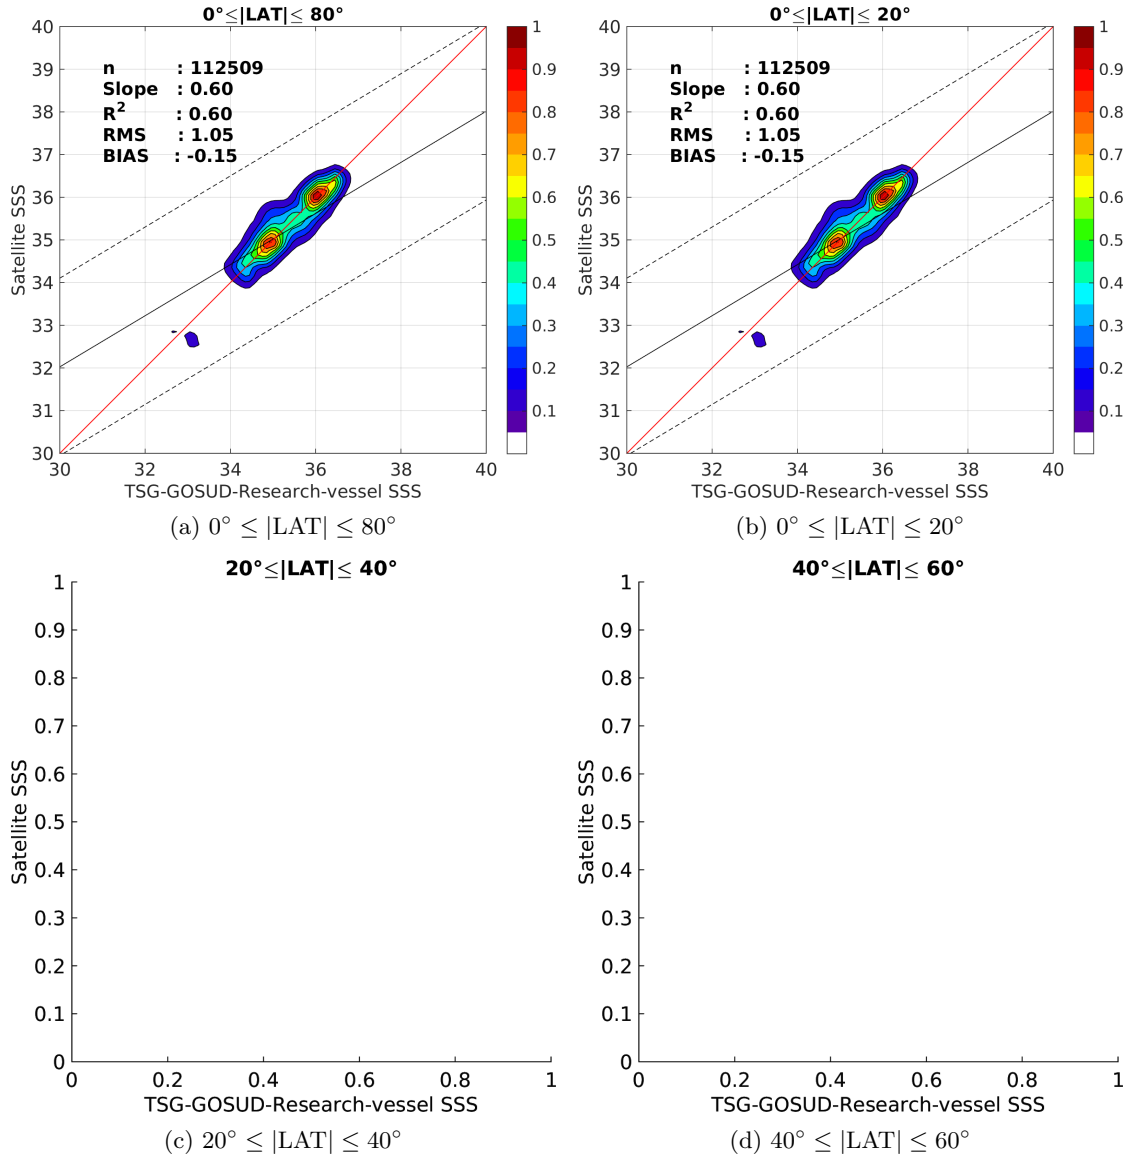 0°≤|LAT|≤ 80°
40
39
38
37
36
35
34
33
32
31
30
Satellite SSS
n : 112509
Slope : 0.60
R² : 0.60
RMS : 1.05
BIAS : -0.15
30 32 34 36 38 40
TSG-GOSUD-Research-vessel SSS
1
0.9
0.8
0.7
0.6
0.5
0.4
0.3
0.2
0.1
(a) 0° ≤ |LAT| ≤ 80°
0°≤|LAT|≤ 20°
40
39
38
37
36
35
34
33
32
31
30
Satellite SSS
n : 112509
Slope : 0.60
R² : 0.60
RMS : 1.05
BIAS : -0.15
30 32 34 36 38 40
TSG-GOSUD-Research-vessel SSS
1
0.9
0.8
0.7
0.6
0.5
0.4
0.3
0.2
0.1
(b) 0° ≤ |LAT| ≤ 20°
20°≤|LAT|≤ 40°
1
0.9
0.8
0.7
0.6
0.5
0.4
0.3
0.2
0.1
0
Satellite SSS
0 0.2 0.4 0.6 0.8 1
TSG-GOSUD-Research-vessel SSS
(c) 20° ≤ |LAT| ≤ 40°
40°≤|LAT|≤ 60°
1
0.9
0.8
0.7
0.6
0.5
0.4
0.3
0.2
0.1
0
Satellite SSS
0 0.2 0.4 0.6 0.8 1
TSG-GOSUD-Research-vessel SSS
(d) 40° ≤ |LAT| ≤ 60°